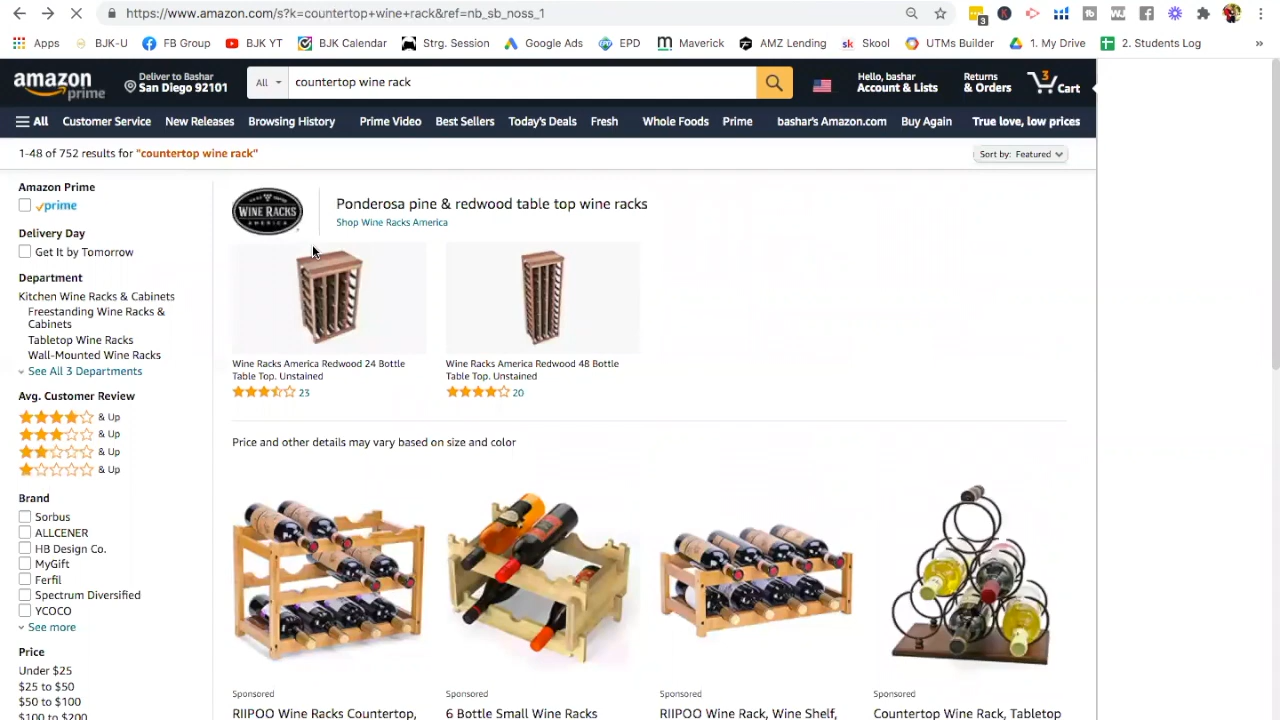 https://www.amazon.com/s?k=countertop+wine+rack&ref=nb_sb_noss_1
3
Apps BJK-U FB Group BJK YT BJK Calendar Strg. Session Google Ads EPD Maverick AMZ Lending Skool UTMs Builder 1. My Drive 2. Students Log »
amazon prime
Deliver to Bashar
San Diego 92101
All
countertop wine rack
Hello, bashar
Account & Lists
Returns
& Orders
3
Cart
All Customer Service New Releases Browsing History Prime Video Best Sellers Today's Deals Fresh Whole Foods Prime bashar's Amazon.com Buy Again True love, low prices
1-48 of 752 results for "countertop wine rack"
Sort by: Featured
Amazon Prime
prime
Delivery Day
Get It by Tomorrow
Department
Kitchen Wine Racks & Cabinets
Freestanding Wine Racks &
Cabinets
Tabletop Wine Racks
Wall-Mounted Wine Racks
See All 3 Departments
Avg. Customer Review
& Up
& Up
& Up
& Up
Brand
Sorbus
ALLCENER
HB Design Co.
MyGift
Ferfil
Spectrum Diversified
YCOCO
See more
Price
Under $25
$25 to $50
$50 to $100
$100 to $200
WINE RACKS
AMERICA
Ponderosa pine & redwood table top wine racks
Shop Wine Racks America
Wine Racks America Redwood 24 Bottle
Table Top. Unstained
23
Wine Racks America Redwood 48 Bottle
Table Top. Unstained
20
Price and other details may vary based on size and color
Sponsored
RIIPOO Wine Racks Countertop,
Sponsored
6 Bottle Small Wine Racks
Sponsored
RIIPOO Wine Rack, Wine Shelf,
Sponsored
Countertop Wine Rack, Tabletop